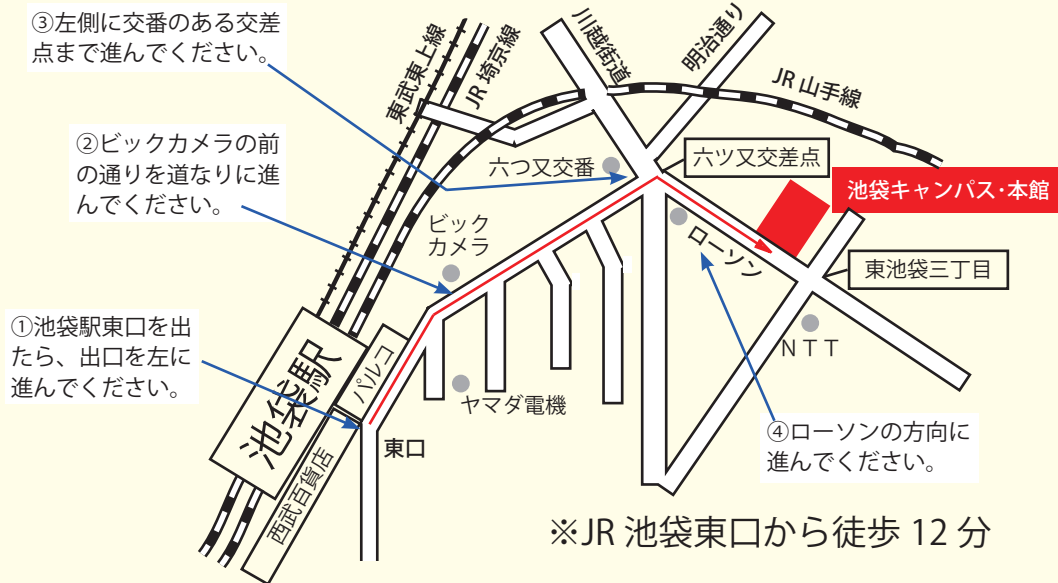 ③左側に交番のある交差
点まで進んでください。
東武東上線
JR 埼京線
川越街道
明治通り
JR 山手線
②ビックカメラの前
の通りを道なりに進
んでください。
六つ又交番
六ツ又交差点
池袋キャンパス・本館
ビック
カメラ
ローソン
東池袋三丁目
①池袋駅東口を出
たら、出口を左に
進んでください。
池袋駅
パルコ
ヤマダ電機
NTT
西武百貨店
東口
④ローソンの方向に
進んでください。
※JR 池袋東口から徒歩 12 分